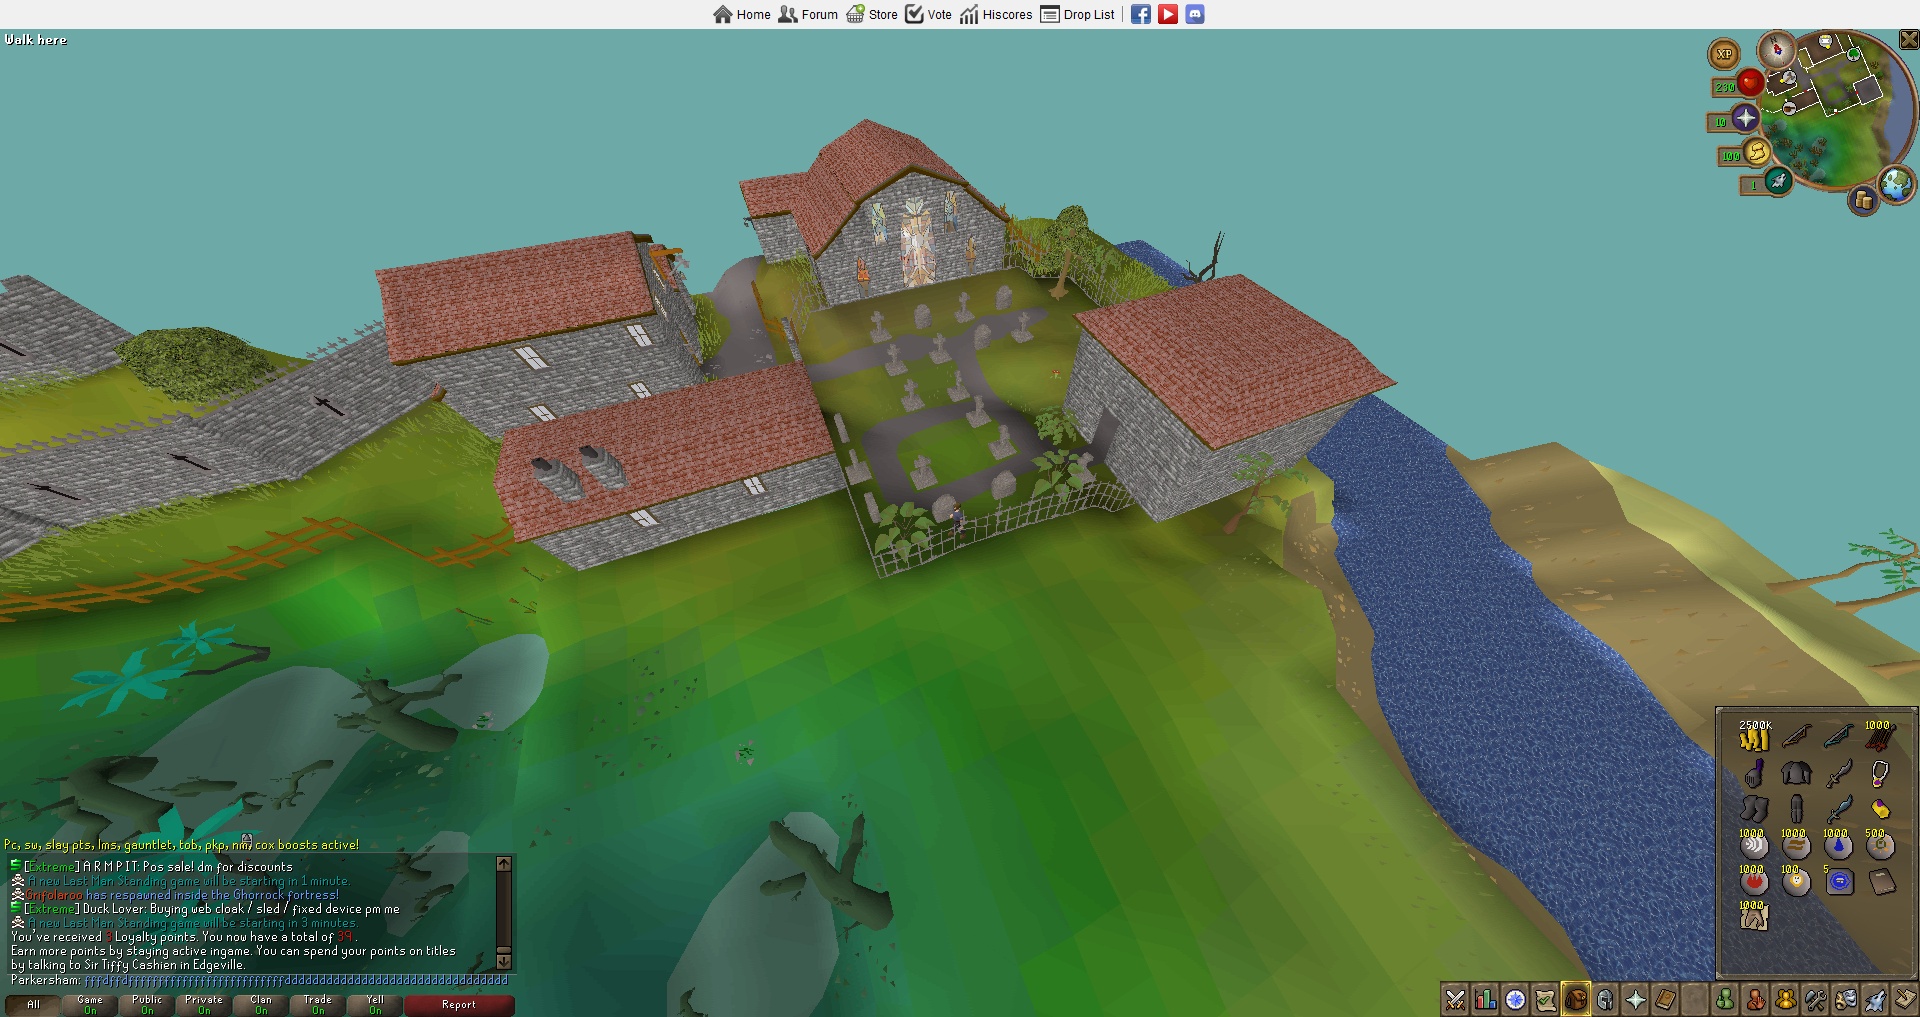 Home Forum Store Vote Hiscores Drop List
Walk here
XP
230
10
100
1
Pc, sw, slay pts, lms, gauntlet, tob, pkp, nm, cox boosts active!
[Extreme] A R M P I T: Pos sale! dm for discounts
A new Last Man Standing game will be starting in 1 minute.
Grifolaroo has respawned inside the Ghorrock fortress!
[Extreme] Duck Lover: Buying web cloak / sled / fixed device pm me
A new Last Man Standing game will be starting in 3 minutes.
You've received 3 Loyalty points. You now have a total of 39 .
Earn more points by staying active ingame. You can spend your points on titles
by talking to Sir Tiffy Cashien in Edgeville.
Parkersham:
All Game On Public On Private On Clan On Trade On Yell On Report
2500K 1000
1000 1000 1000 500
1000 100 5
1000